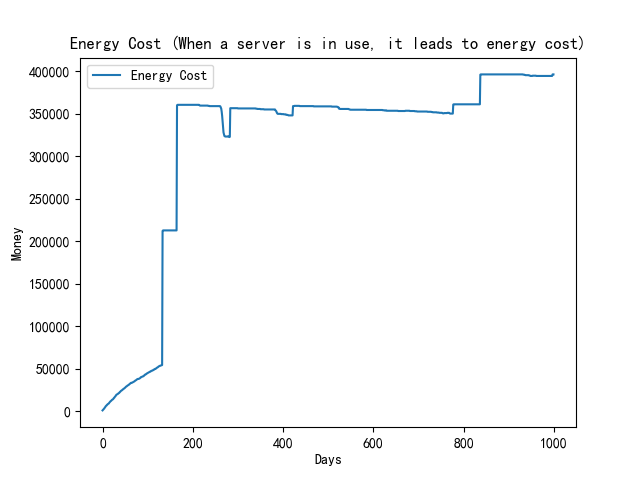 Energy Cost (When a server is in use, it leads to energy cost)
Energy Cost
400000
350000
300000
250000
200000
150000
100000
50000
0
Money
0 200 400 600 800 1000
Days